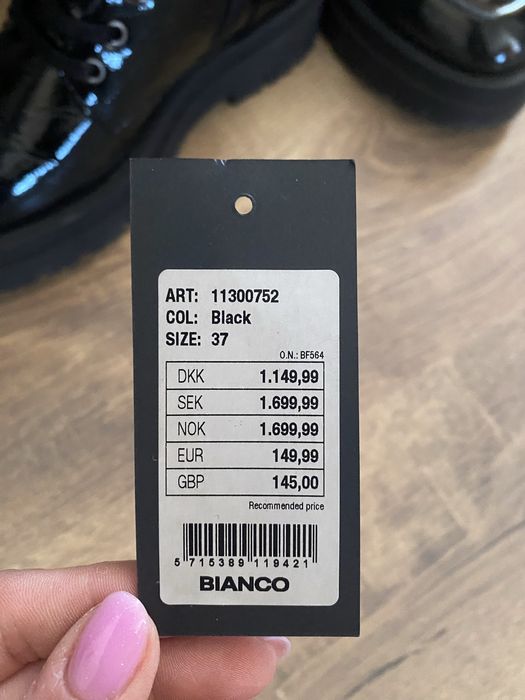 ART: 11300752
COL: Black
SIZE: 37
O.N.: BF564
DKK 1.149,99
SEK 1.699,99
NOK 1.699,99
EUR 149,99
GBP 145,00
Recommended price
5 715389 119421
BIANCO